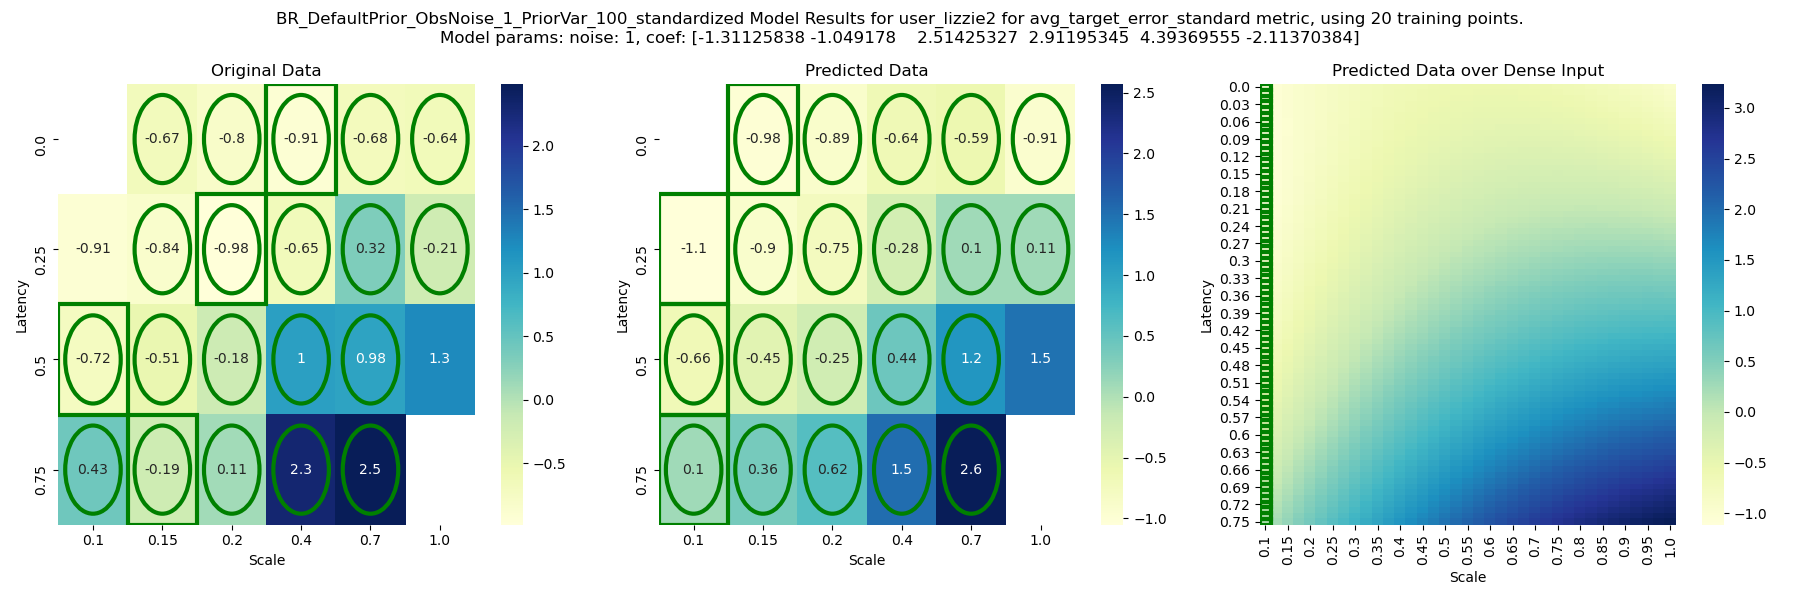 BR_DefaultPrior_ObsNoise_1_PriorVar_100_standardized Model Results for user_lizzie2 for avg_target_error_standard metric, using 20 training points.
Model params: noise: 1, coef: [-1.31125838 -1.049178 2.51425327 2.91195345 4.39369555 -2.11370384]
Original Data
Latency
0.0
-0.67 -0.8 -0.91 -0.68 -0.64
0.25
-0.91 -0.84 -0.98 -0.65 0.32 -0.21
0.5
-0.72 -0.51 -0.18 1 0.98 1.3
0.75
0.43 -0.19 0.11 2.3 2.5
0.1 0.15 0.2 0.4 0.7 1.0
Scale
2.0
1.5
1.0
0.5
0.0
−0.5
Predicted Data
Latency
0.0
-0.98 -0.89 -0.64 -0.59 -0.91
0.25
-1.1 -0.9 -0.75 -0.28 0.1 0.11
0.5
-0.66 -0.45 -0.25 0.44 1.2 1.5
0.75
0.1 0.36 0.62 1.5 2.6
0.1 0.15 0.2 0.4 0.7 1.0
Scale
2.5
2.0
1.5
1.0
0.5
0.0
−0.5
−1.0
Predicted Data over Dense Input
Latency
0.0
0.03
0.06
0.09
0.12
0.15
0.18
0.21
0.24
0.27
0.3
0.33
0.36
0.39
0.42
0.45
0.48
0.51
0.54
0.57
0.6
0.63
0.66
0.69
0.72
0.75
0.1 0.15 0.2 0.25 0.3 0.35 0.4 0.45 0.5 0.55 0.6 0.65 0.7 0.75 0.8 0.85 0.9 0.95 1.0
Scale
3.0
2.5
2.0
1.5
1.0
0.5
0.0
−0.5
−1.0